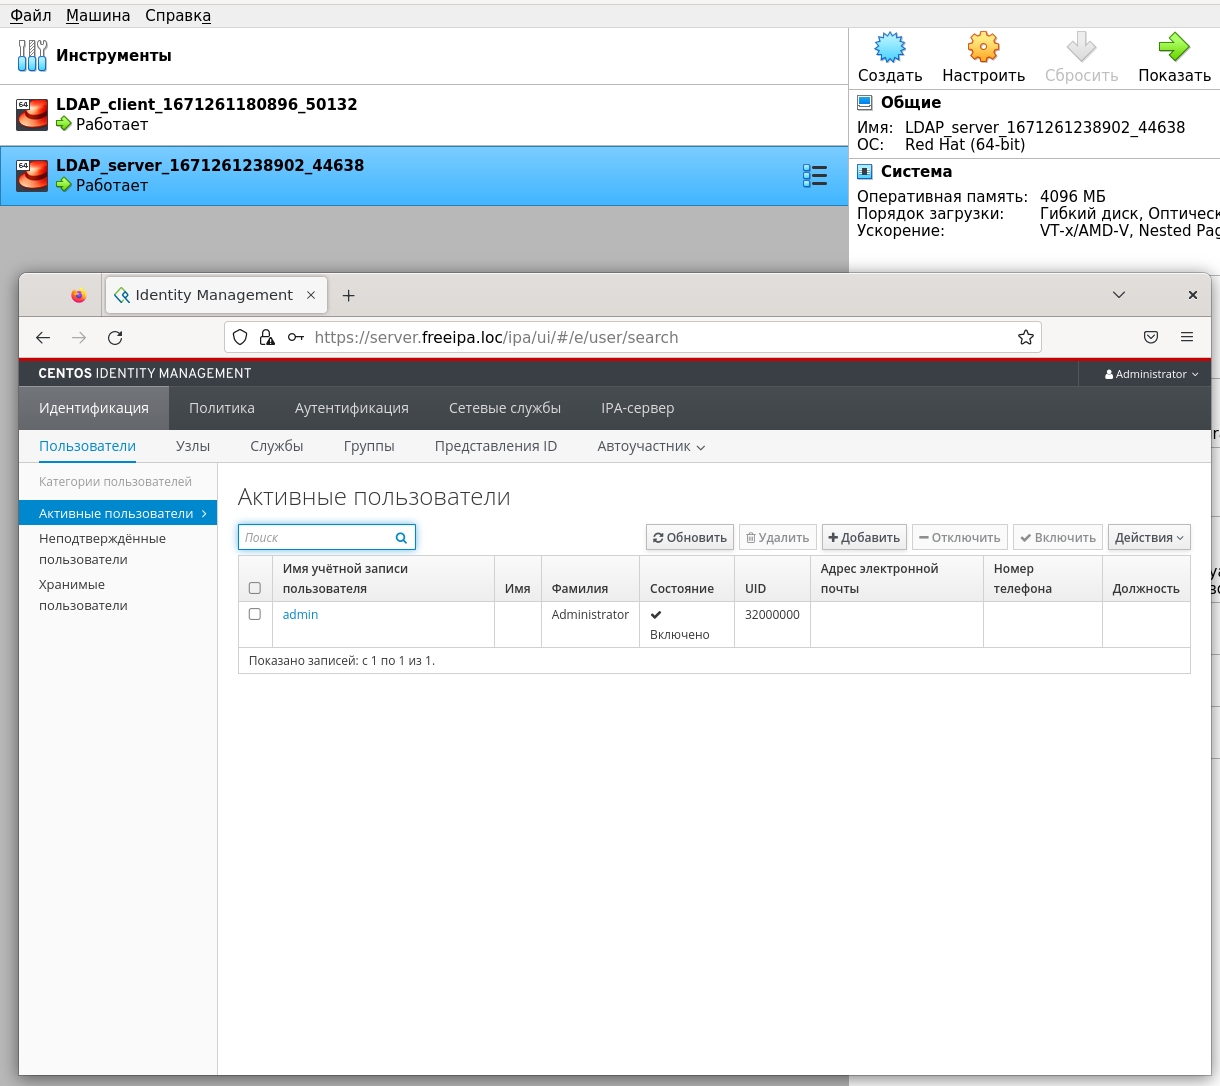 Файл Машина Справка
Инструменты
LDAP_client_1671261180896_50132
64
Работает
LDAP_server_1671261238902_44638
64
Работает
Создать Настроить Сбросить Показать
Общие
Имя: LDAP_server_1671261238902_44638
ОС: Red Hat (64-bit)
Система
Оперативная память: 4096 МБ
Порядок загрузки: Гибкий диск, Оптическ
Ускорение: VT-x/AMD-V, Nested Pag
Identity Management
https://server.freeipa.loc/ipa/ui/#/e/user/search
CENTOS IDENTITY MANAGEMENT
Administrator
Идентификация Политика Аутентификация Сетевые службы IPA-сервер
Пользователи Узлы Службы Группы Представления ID Автоучастник
Категории пользователей
Активные пользователи
Неподтверждённые
пользователи
Хранимые
пользователи
Активные пользователи
Поиск
Обновить Удалить Добавить Отключить Включить Действия
Имя учётной записи
пользователя
Имя
Фамилия
Состояние
UID
Адрес электронной
почты
Номер
телефона
Должность
admin
Administrator
Включено
32000000
Показано записей: с 1 по 1 из 1.